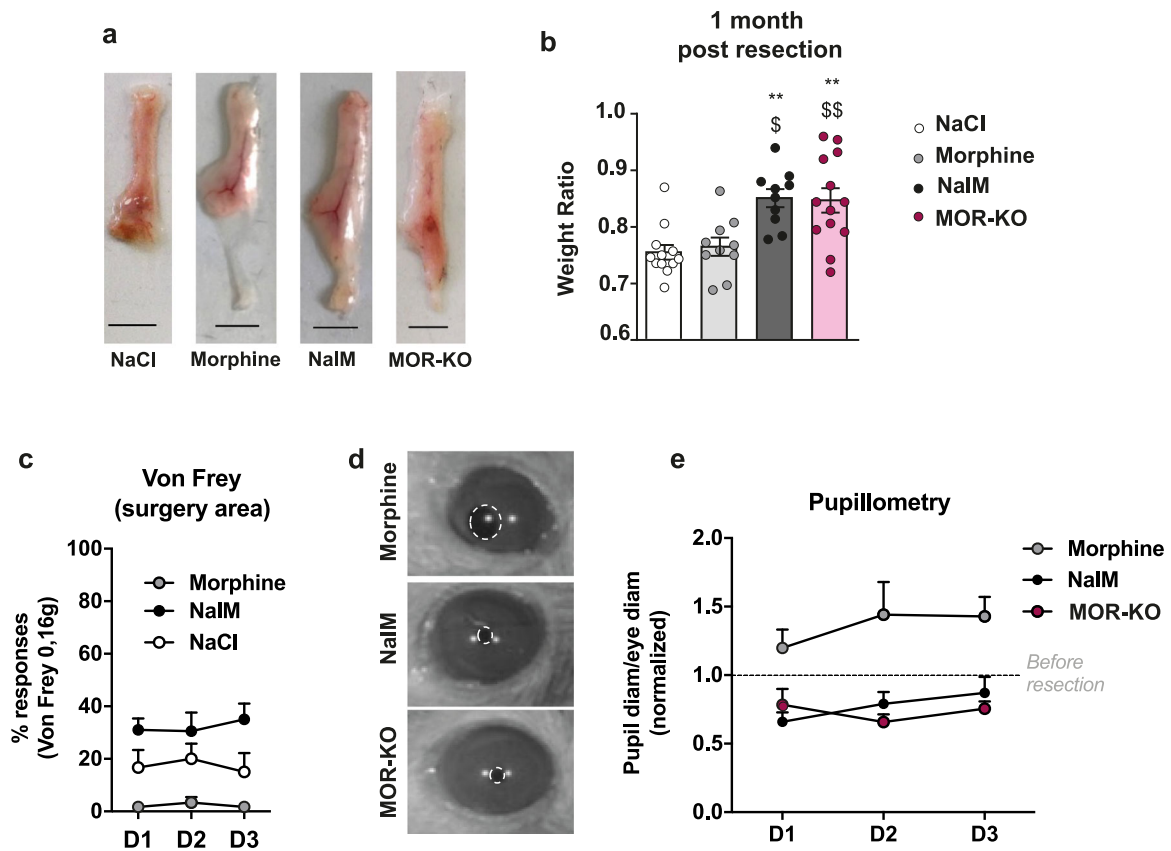 a
NaCl
Morphine
NalM
MOR-KO
b
1 month
post resection
**
$
**
$$
Weight Ratio
1.0
0.9
0.8
0.7
0.6
NaCl
Morphine
NalM
MOR-KO
c
Von Frey
(surgery area)
% responses
(Von Frey 0,16g)
100
80
60
40
20
0
Morphine
NalM
NaCl
D1 D2 D3
d
Morphine
NalM
MOR-KO
e
Pupillometry
Pupil diam/eye diam
(normalized)
2.0
1.5
1.0
0.5
0.0
Morphine
NalM
MOR-KO
Before
resection
D1 D2 D3